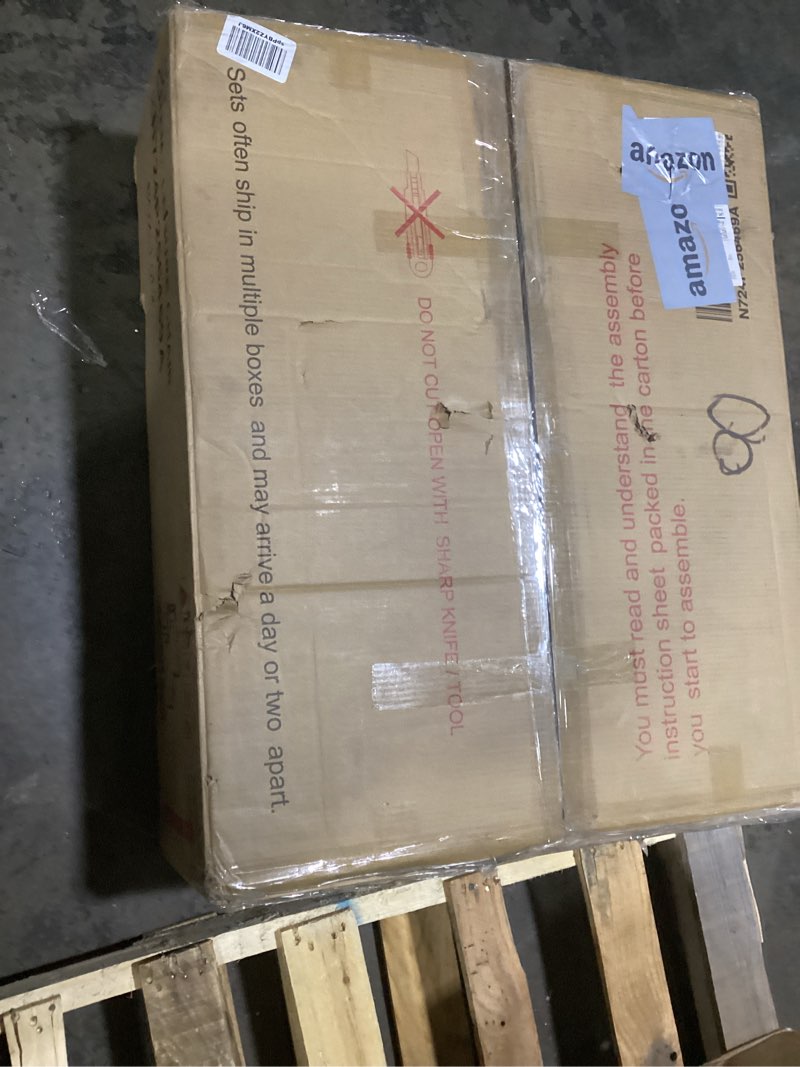 Sets often ship in multiple boxes and may arrive a day or two apart.
DO NOT CUT OPEN WITH SHARP KNIFE / TOOL
You must read and understand the assembly
instruction sheet packed in the carton before
you start to assemble.
amazon
amazo